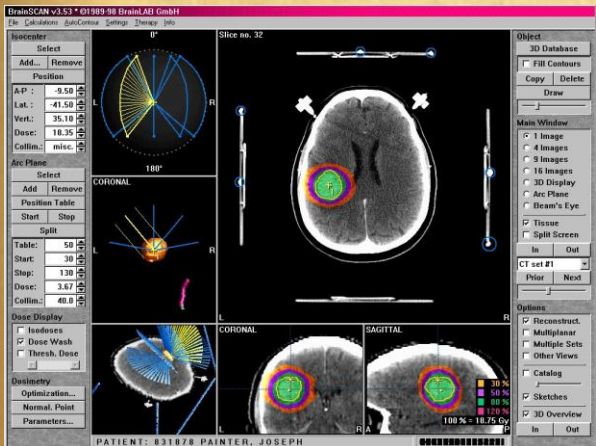 BrainSCAN v3.53 * ©1989-98 BrainLAB GmbH
File Calculations AutoContour Settings Therapy Info
Isocenter
Select
Add... Remove
Position
A-P : -9.50
Lat. : -41.50
Vert.: 35.10
Dose: 18.35
Collim.: misc.
Arc Plane
Select
Add Remove
Position Table
Start Stop
Split
Table: 50
Start: 30
Stop: 130
Dose: 3.67
Collim.: 40.0
Dose Display
Isodoses
Dose Wash
Thresh. Dose
Dosimetry
Optimization...
Normal. Point
Parameters...
0°
L R
180°
CORONAL
Slice no. 32
L R
CORONAL
L R
SAGITTAL
A P
30 %
50 %
80 %
120 %
100 % = 18.75 Gy
PATIENT: 831878 PAINTER, JOSEPH
Object
3D Database
Fill Contours
Copy Delete
Draw
Main Window
1 Image
4 Images
9 Images
16 Images
3D Display
Arc Plane
Beam's Eye
Tissue
Split Screen
In Out
CT set #1
Prior Next
Options
Reconstruct.
Multiplanar
Multiple Sets
Other Views
Catalog
Sketches
3D Overview
In Out